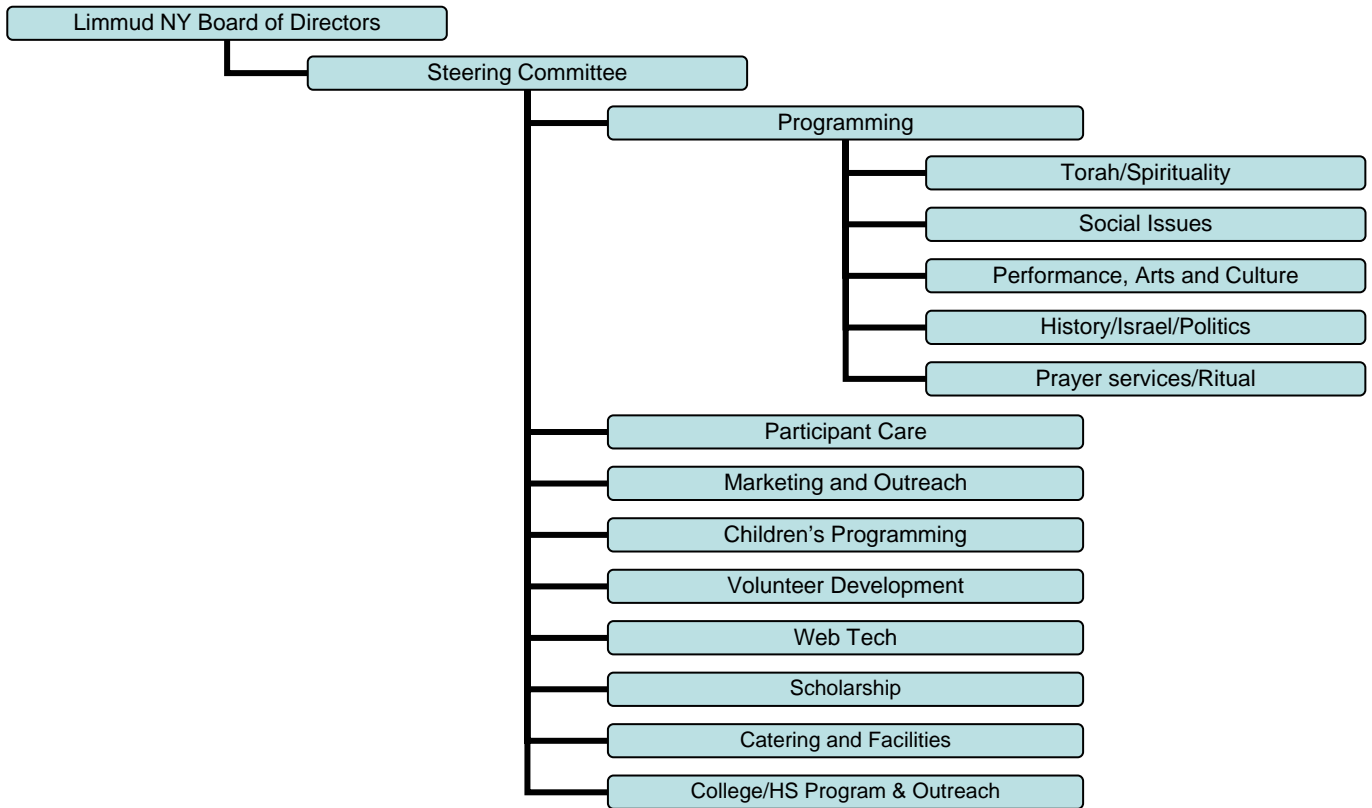 Limmud NY Board of Directors
Steering Committee
Programming
Torah/Spirituality
Social Issues
Performance, Arts and Culture
History/Israel/Politics
Prayer services/Ritual
Participant Care
Marketing and Outreach
Children’s Programming
Volunteer Development
Web Tech
Scholarship
Catering and Facilities
College/HS Program & Outreach